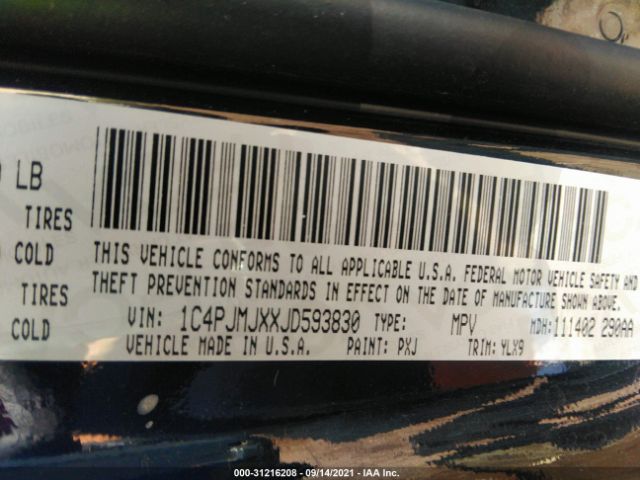 LB
TIRES
COLD
TIRES
COLD
THIS VEHICLE CONFORMS TO ALL APPLICABLE U.S.A. FEDERAL MOTOR VEHICLE SAFETY AND
THEFT PREVENTION STANDARDS IN EFFECT ON THE DATE OF MANUFACTURE SHOWN ABOVE.
VIN: 1C4PJMJXXJD593830 TYPE: MPV MDH: 111402 290AA
VEHICLE MADE IN U.S.A. PAINT: PXJ TRIM: YLX9
000-31216208 - 09/14/2021 - IAA Inc.